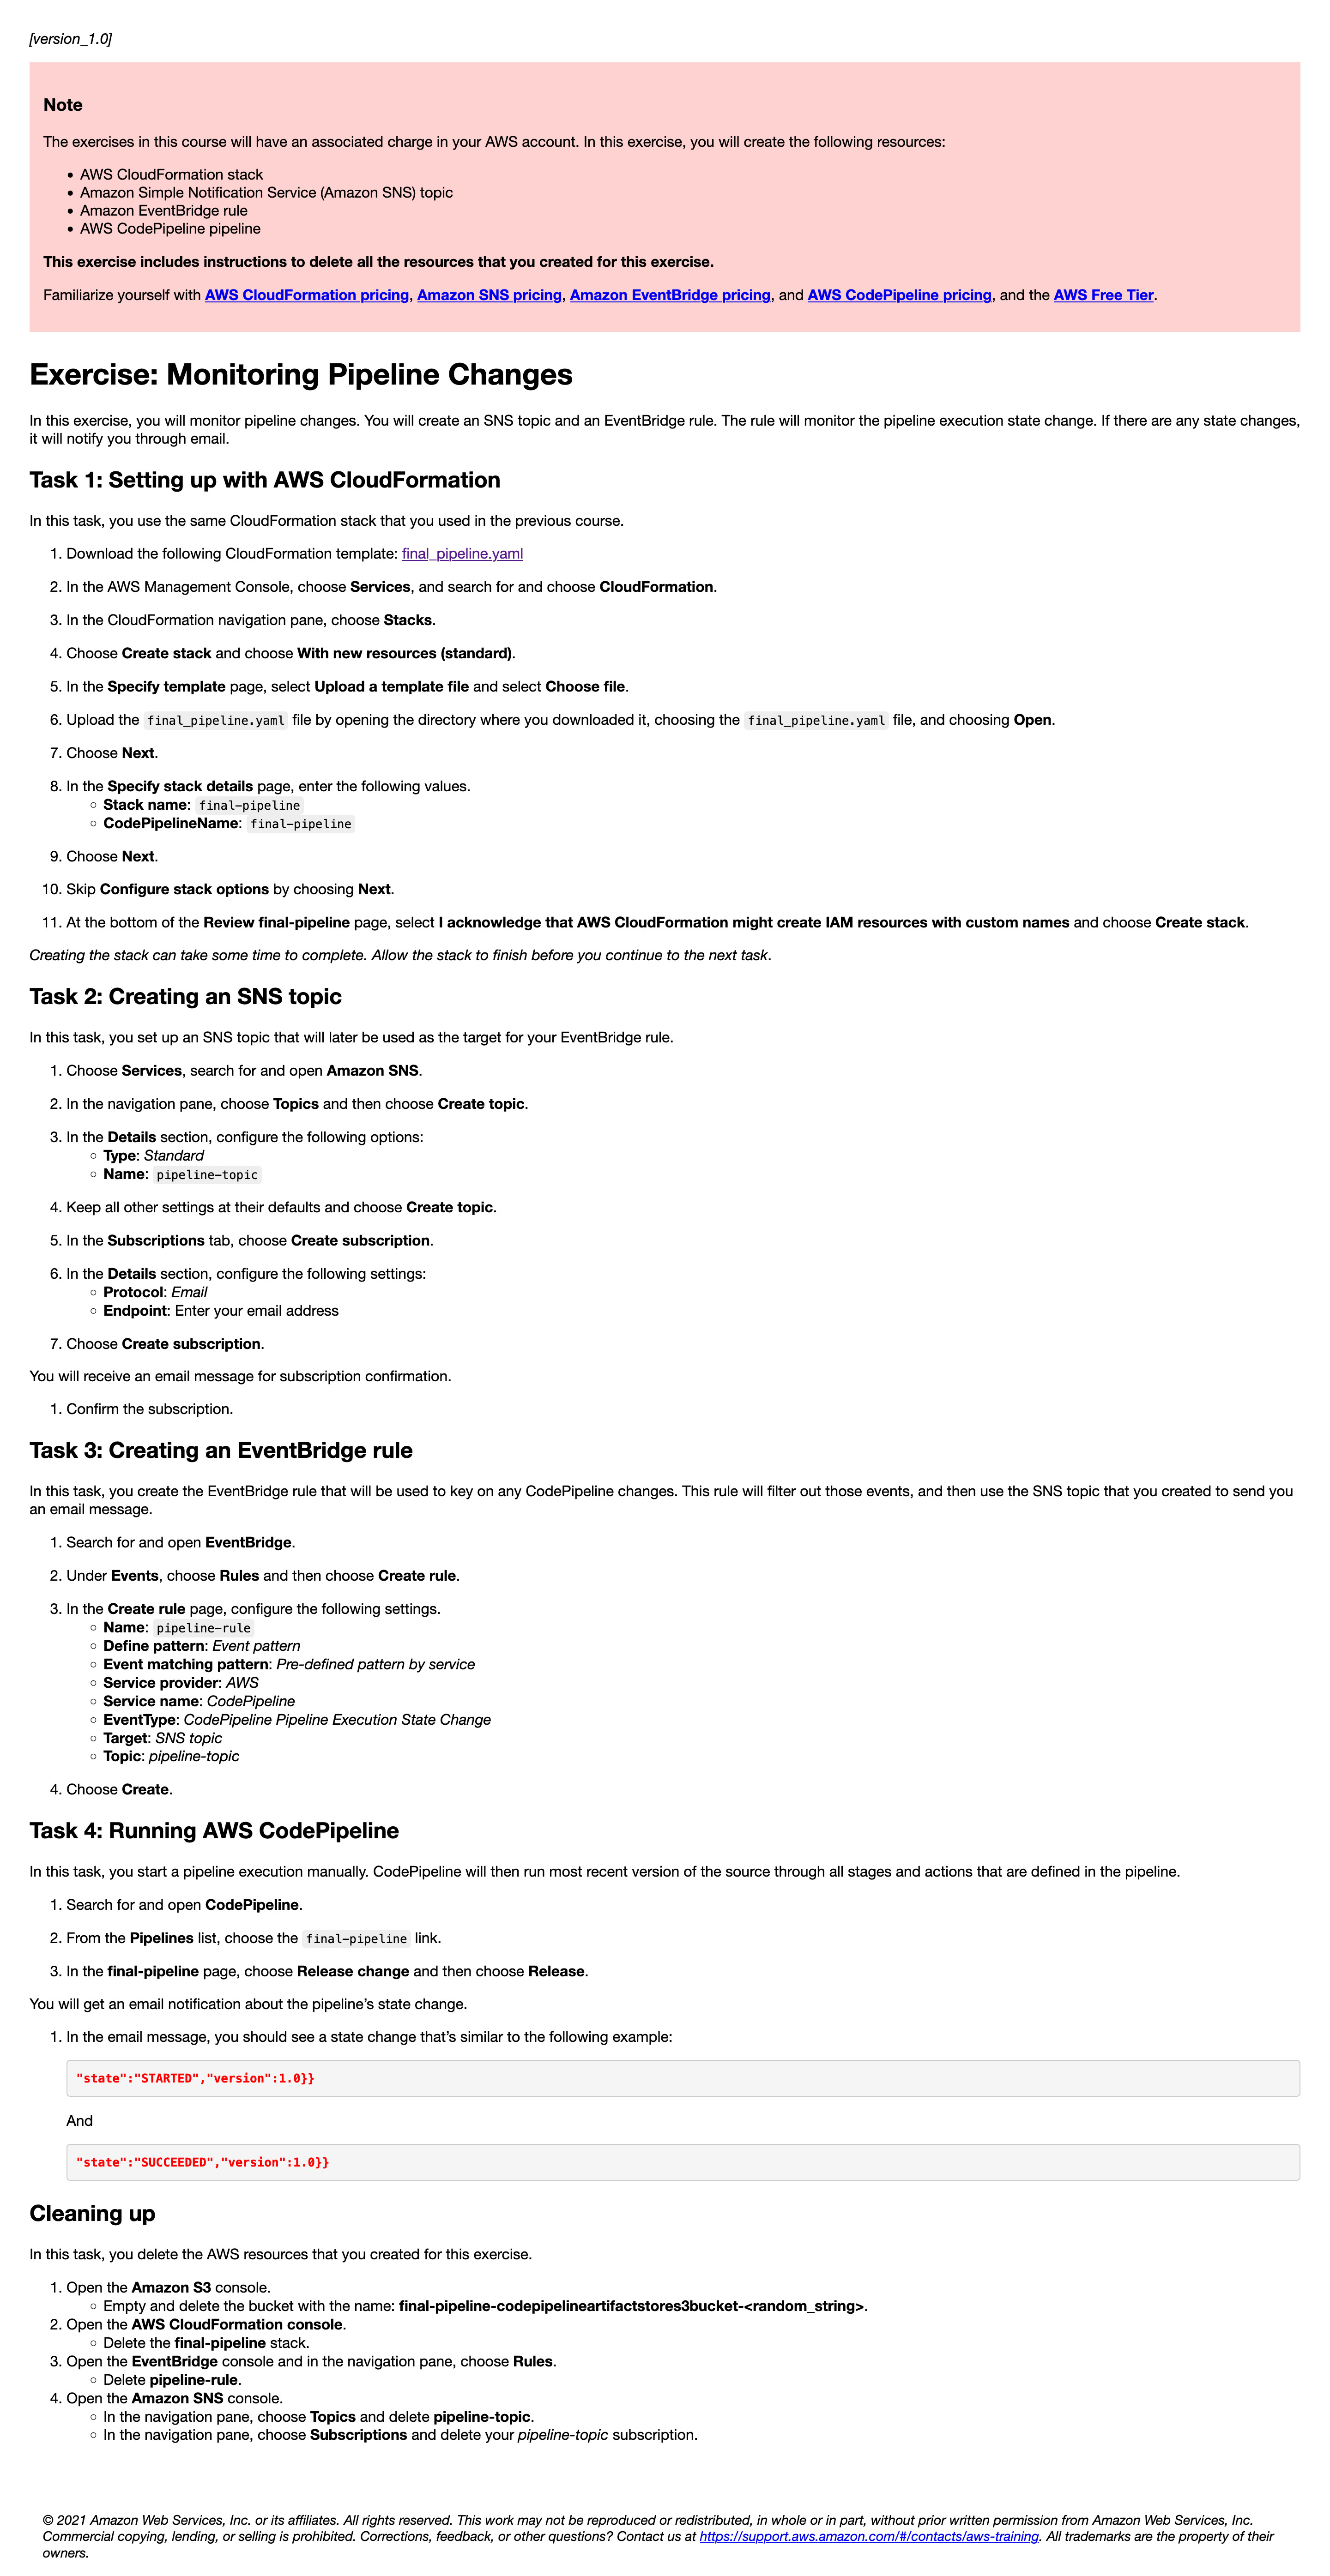 [version_1.0]
Note
The exercises in this course will have an associated charge in your AWS account. In this exercise, you will create the following resources:
• AWS CloudFormation stack
• Amazon Simple Notification Service (Amazon SNS) topic
• Amazon EventBridge rule
• AWS CodePipeline pipeline
This exercise includes instructions to delete all the resources that you created for this exercise.
Familiarize yourself with AWS CloudFormation pricing, Amazon SNS pricing, Amazon EventBridge pricing, and AWS CodePipeline pricing, and the AWS Free Tier.
Exercise: Monitoring Pipeline Changes
In this exercise, you will monitor pipeline changes. You will create an SNS topic and an EventBridge rule. The rule will monitor the pipeline execution state change. If there are any state changes,
it will notify you through email.
Task 1: Setting up with AWS CloudFormation
In this task, you use the same CloudFormation stack that you used in the previous course.
1. Download the following CloudFormation template: final_pipeline.yaml
2. In the AWS Management Console, choose Services, and search for and choose CloudFormation.
3. In the CloudFormation navigation pane, choose Stacks.
4. Choose Create stack and choose With new resources (standard).
5. In the Specify template page, select Upload a template file and select Choose file.
6. Upload the final_pipeline.yaml file by opening the directory where you downloaded it, choosing the final_pipeline.yaml file, and choosing Open.
7. Choose Next.
8. In the Specify stack details page, enter the following values.
◦ Stack name: final-pipeline
◦ CodePipelineName: final-pipeline
9. Choose Next.
10. Skip Configure stack options by choosing Next.
11. At the bottom of the Review final-pipeline page, select I acknowledge that AWS CloudFormation might create IAM resources with custom names and choose Create stack.
Creating the stack can take some time to complete. Allow the stack to finish before you continue to the next task.
Task 2: Creating an SNS topic
In this task, you set up an SNS topic that will later be used as the target for your EventBridge rule.
1. Choose Services, search for and open Amazon SNS.
2. In the navigation pane, choose Topics and then choose Create topic.
3. In the Details section, configure the following options:
◦ Type: Standard
◦ Name: pipeline-topic
4. Keep all other settings at their defaults and choose Create topic.
5. In the Subscriptions tab, choose Create subscription.
6. In the Details section, configure the following settings:
◦ Protocol: Email
◦ Endpoint: Enter your email address
7. Choose Create subscription.
You will receive an email message for subscription confirmation.
1. Confirm the subscription.
Task 3: Creating an EventBridge rule
In this task, you create the EventBridge rule that will be used to key on any CodePipeline changes. This rule will filter out those events, and then use the SNS topic that you created to send you
an email message.
1. Search for and open EventBridge.
2. Under Events, choose Rules and then choose Create rule.
3. In the Create rule page, configure the following settings.
◦ Name: pipeline-rule
◦ Define pattern: Event pattern
◦ Event matching pattern: Pre-defined pattern by service
◦ Service provider: AWS
◦ Service name: CodePipeline
◦ EventType: CodePipeline Pipeline Execution State Change
◦ Target: SNS topic
◦ Topic: pipeline-topic
4. Choose Create.
Task 4: Running AWS CodePipeline
In this task, you start a pipeline execution manually. CodePipeline will then run most recent version of the source through all stages and actions that are defined in the pipeline.
1. Search for and open CodePipeline.
2. From the Pipelines list, choose the final-pipeline link.
3. In the final-pipeline page, choose Release change and then choose Release.
You will get an email notification about the pipeline’s state change.
1. In the email message, you should see a state change that’s similar to the following example:
"state":"STARTED","version":1.0}}
And
"state":"SUCCEEDED","version":1.0}}
Cleaning up
In this task, you delete the AWS resources that you created for this exercise.
1. Open the Amazon S3 console.
◦ Empty and delete the bucket with the name: final-pipeline-codepipelineartifactstores3bucket-<random_string>.
2. Open the AWS CloudFormation console.
◦ Delete the final-pipeline stack.
3. Open the EventBridge console and in the navigation pane, choose Rules.
◦ Delete pipeline-rule.
4. Open the Amazon SNS console.
◦ In the navigation pane, choose Topics and delete pipeline-topic.
◦ In the navigation pane, choose Subscriptions and delete your pipeline-topic subscription.
© 2021 Amazon Web Services, Inc. or its affiliates. All rights reserved. This work may not be reproduced or redistributed, in whole or in part, without prior written permission from Amazon Web Services, Inc.
Commercial copying, lending, or selling is prohibited. Corrections, feedback, or other questions? Contact us at https://support.aws.amazon.com/#/contacts/aws-training. All trademarks are the property of their
owners.